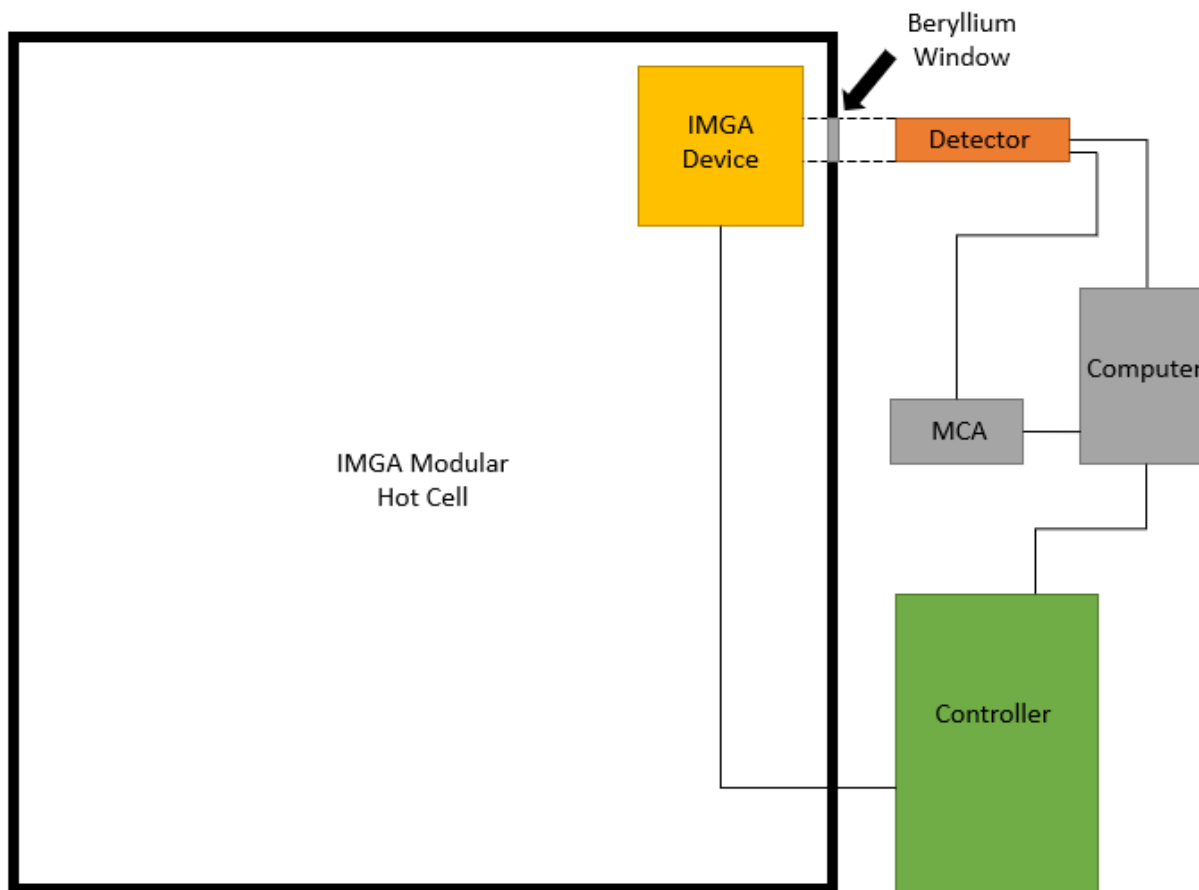 Beryllium
Window
IMGA
Device
Detector
Computer
MCA
IMGA Modular
Hot Cell
Controller